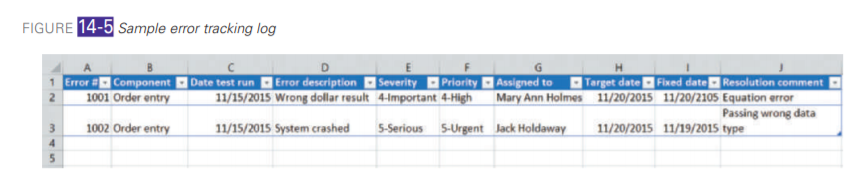 FIGURE 14-5 Sample error tracking log
A B C D E F G H I J
1 Error # Component Date test run Error description Severity Priority Assigned to Target date Fixed date Resolution comment
2 1001 Order entry 11/15/2015 Wrong dollar result 4-Important 4-High Mary Ann Holmes 11/20/2015 11/20/2105 Equation error
Passing wrong data
3 1002 Order entry 11/15/2015 System crashed 5-Serious 5-Urgent Jack Holdaway 11/20/2015 11/19/2015 type
4
5